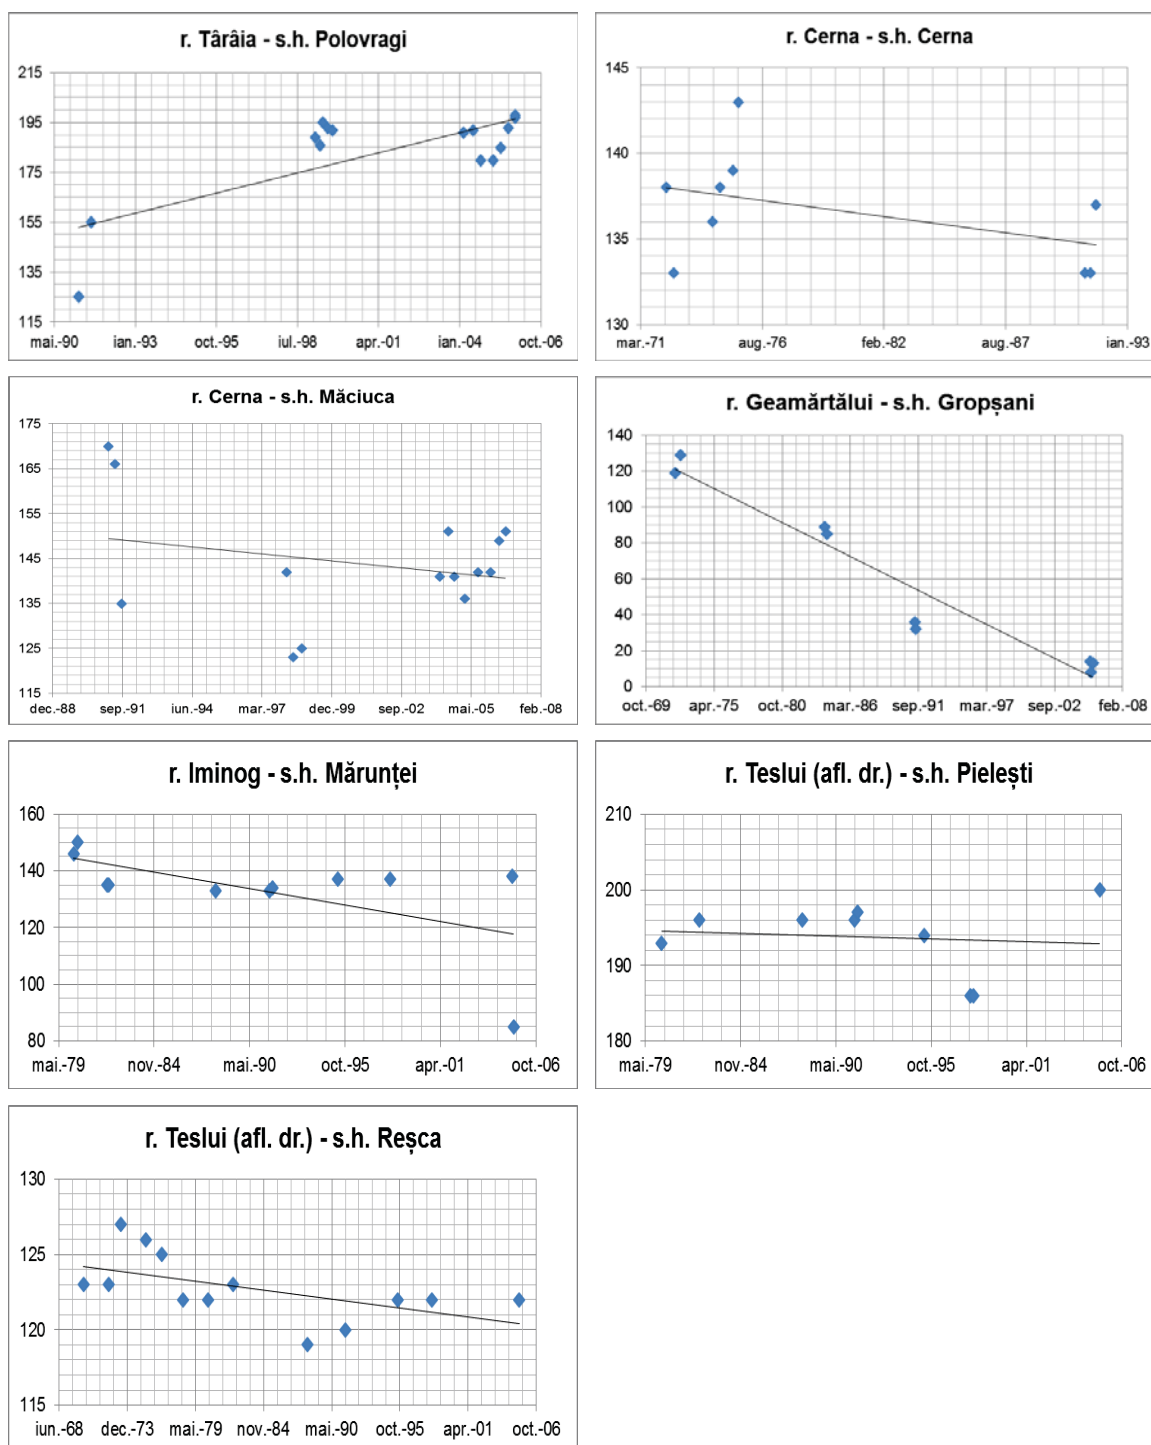 r. Târâia - s.h. Polovragi
215
195
175
155
135
115
mai.-90 ian.-93 oct.-95 iul.-98 apr.-01 ian.-04 oct.-06
r. Cerna - s.h. Cerna
145
140
135
130
mar.-71 aug.-76 feb.-82 aug.-87 ian.-93
r. Cerna - s.h. Măciuca
175
165
155
145
135
125
115
dec.-88 sep.-91 iun.-94 mar.-97 dec.-99 sep.-02 mai.-05 feb.-08
r. Geamărtălui - s.h. Gropșani
140
120
100
80
60
40
20
0
oct.-69 apr.-75 oct.-80 mar.-86 sep.-91 mar.-97 sep.-02 feb.-08
r. Iminog - s.h. Mărunței
160
140
120
100
80
mai.-79 nov.-84 mai.-90 oct.-95 apr.-01 oct.-06
r. Teslui (afl. dr.) - s.h. Pielești
210
200
190
180
mai.-79 nov.-84 mai.-90 oct.-95 apr.-01 oct.-06
r. Teslui (afl. dr.) - s.h. Reșca
130
125
120
115
iun.-68 dec.-73 mai.-79 nov.-84 mai.-90 oct.-95 apr.-01 oct.-06